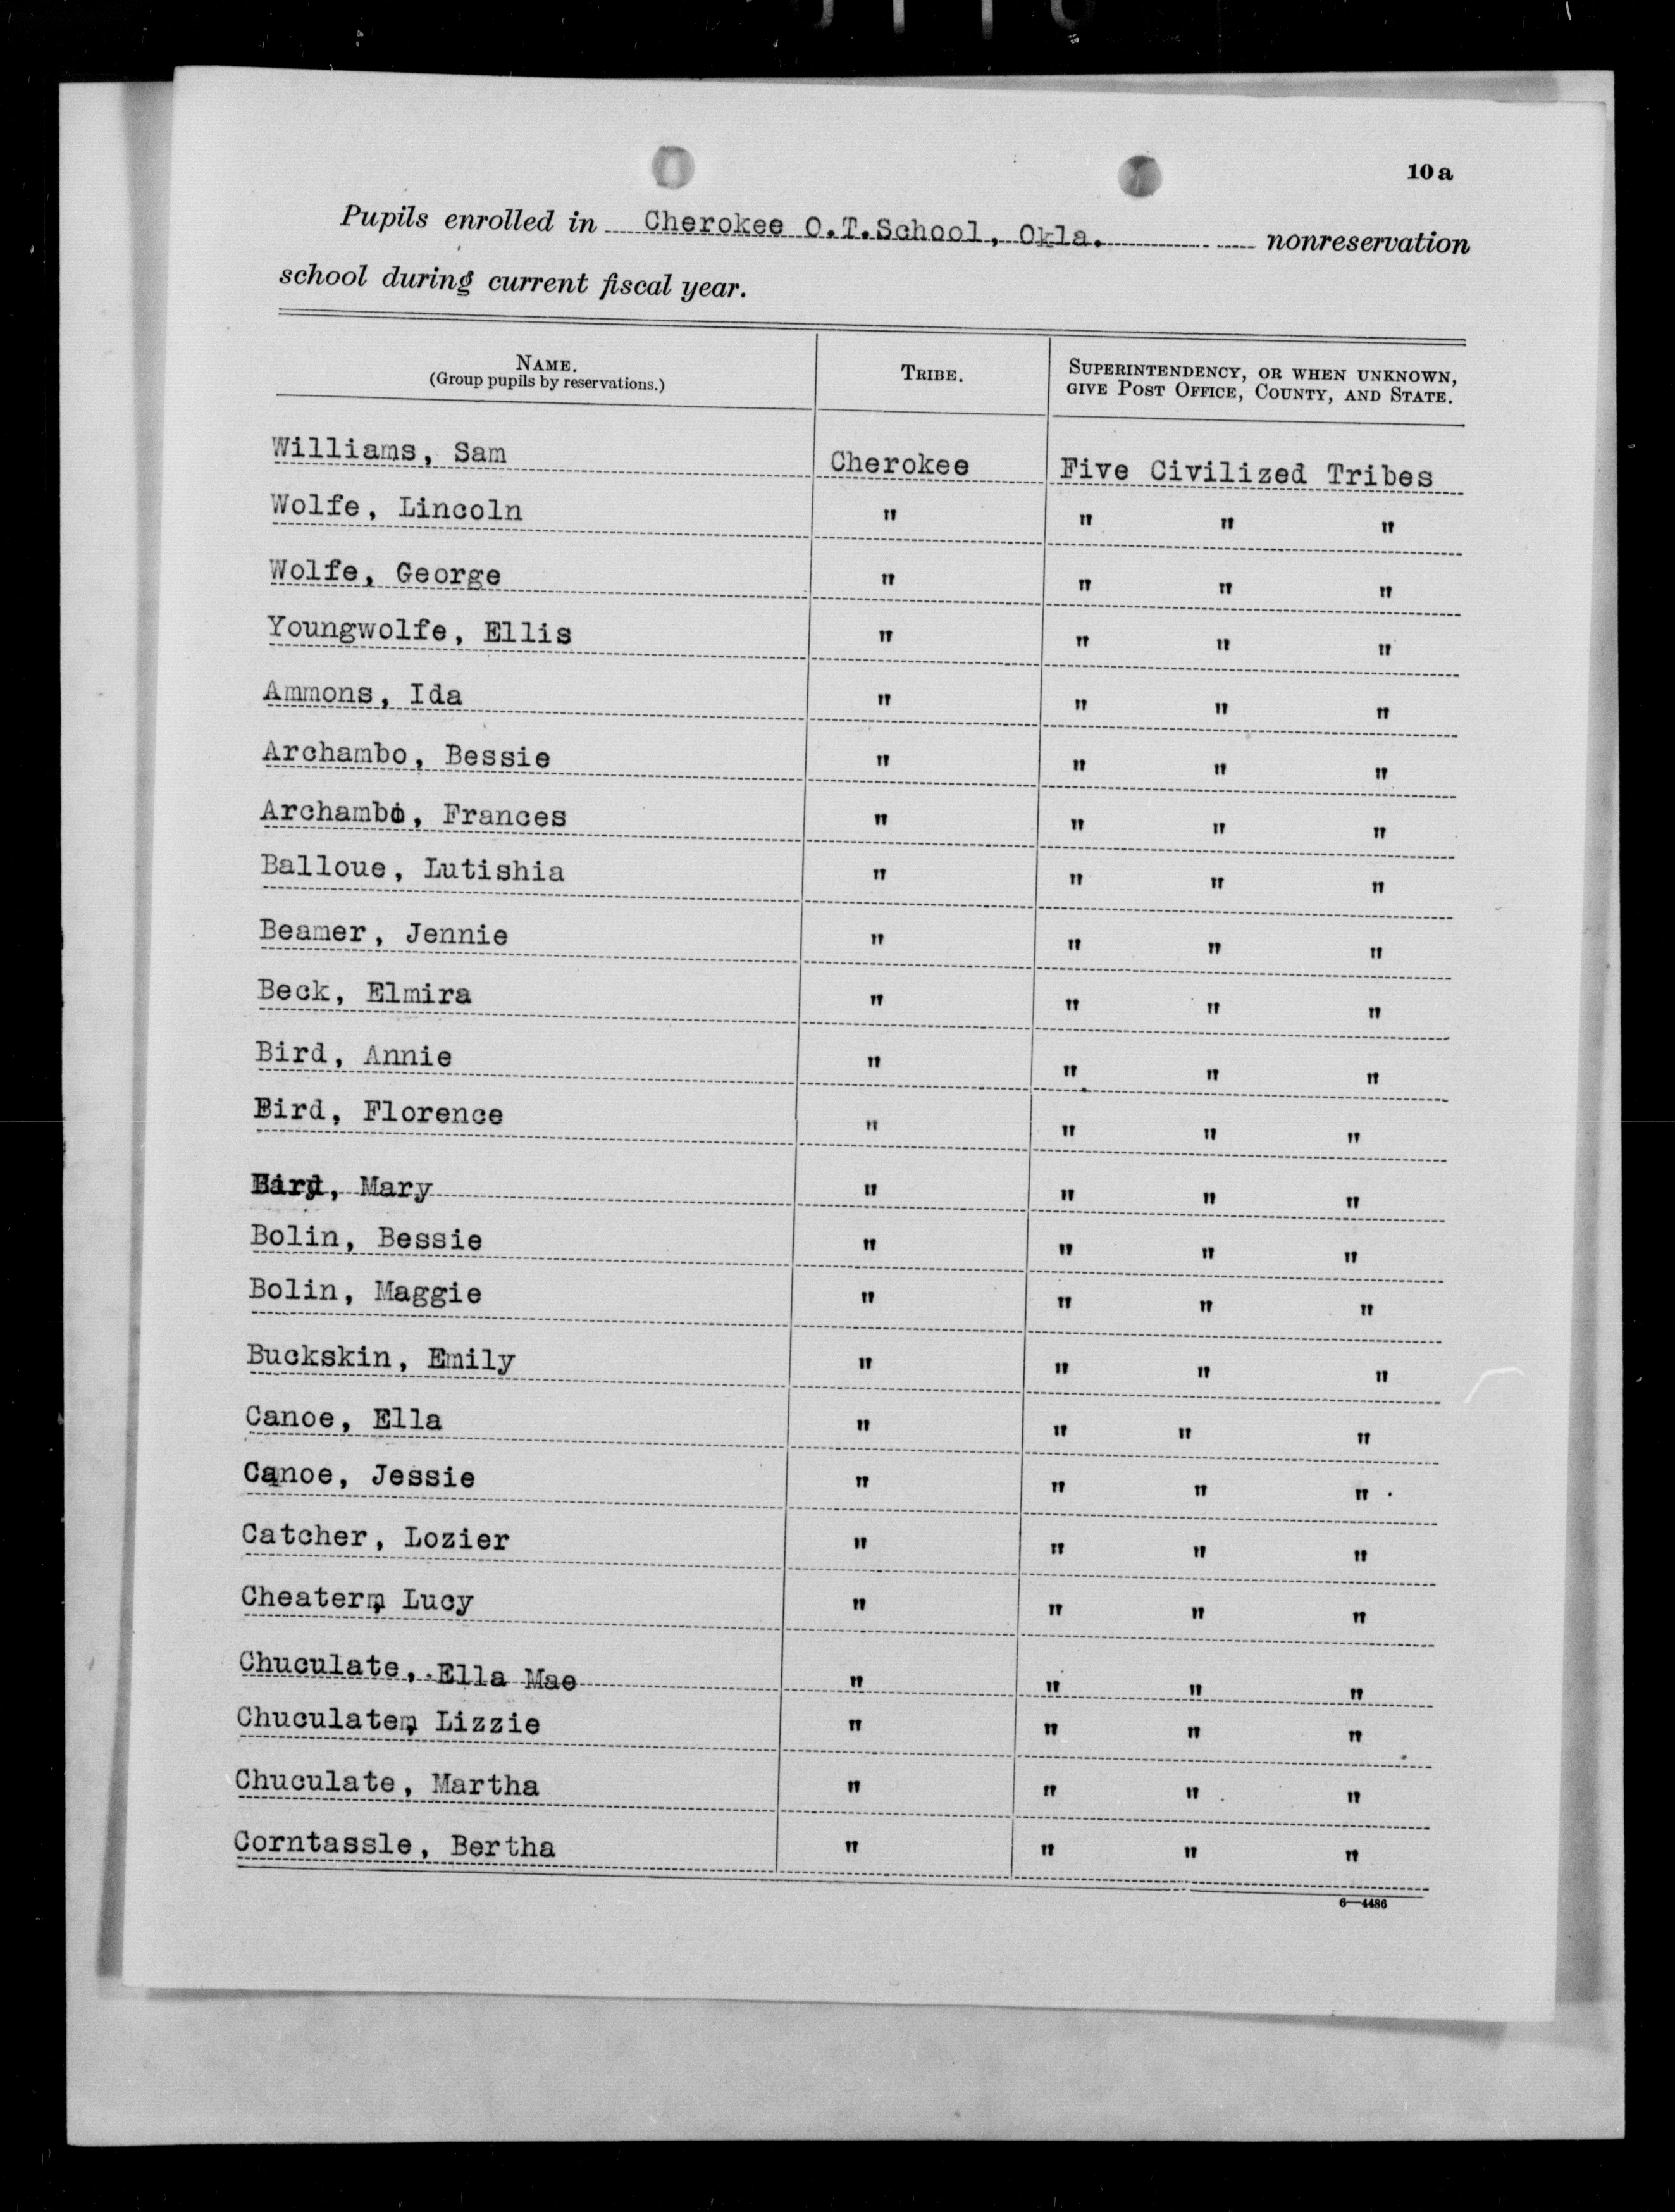 10a
Pupils enrolled in Cherokee O.T.School, Okla. nonreservation
school during current fiscal year.
NAME. TRIBE. SUPERINTENDENCY, OR WHEN UNKNOWN,
(Group pupils by reservations.) GIVE POST OFFICE, COUNTY, AND STATE.
Williams, Sam Cherokee Five Civilized Tribes
Wolfe, Lincoln " " " "
Wolfe, George " " " "
Youngwolfe, Ellis " " " "
Ammons, Ida " " " "
Archambo, Bessie " " " "
Archambo, Frances " " " "
Balloue, Lutishia " " " "
Beamer, Jennie " " " "
Beck, Elmira " " " "
Bird, Annie " " " "
Bird, Florence " " " "
Bird, Mary " " " "
Bolin, Bessie " " " "
Bolin, Maggie " " " "
Buckskin, Emily " " " "
Canoe, Ella " " " "
Canoe, Jessie " " " "
Catcher, Lozier " " " "
Cheater, Lucy " " " "
Chuculate, Ella Mae " " " "
Chuculate, Lizzie " " " "
Chuculate, Martha " " " "
Corntassle, Bertha " " " "
6—4486